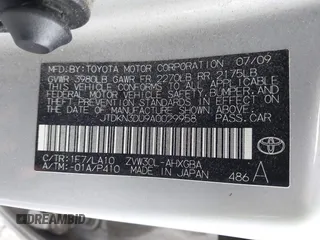 MFD.BY: TOYOTA MOTOR CORPORATION 07/09
GVWR 3980LB GAWR FR 2270LB RR 2175LB
THIS VEHICLE CONFORMS TO ALL APPLICABLE
FEDERAL MOTOR VEHICLE SAFETY, BUMPER, AND
THEFT PREVENTION STANDARDS IN EFFECT ON
THE DATE OF MANUFACTURE SHOWN ABOVE.
JTDKN3DU9A0029958
PASS. CAR
C/TR: 1F7/LA10 ZVW30L-AHXGBA
A/TM: -01A/P410 MADE IN JAPAN 486 A
TOYOTA
AUTOBIDMASTER